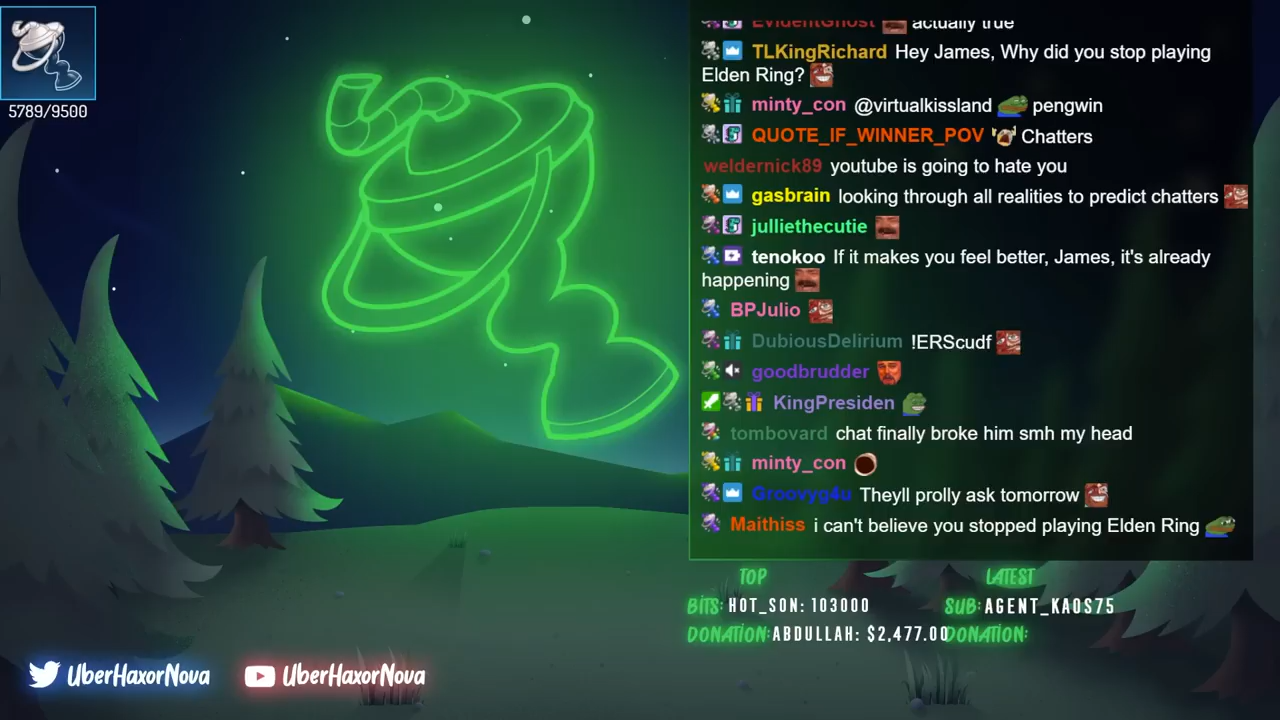 5789/9500
EvidentGhost actually true
TLKingRichard Hey James, Why did you stop playing
Elden Ring?
minty_con @virtualkissland pengwin
QUOTE_IF_WINNER_POV Chatters
weldernick89 youtube is going to hate you
gasbrain looking through all realities to predict chatters
julliethecutie
tenokoo If it makes you feel better, James, it's already
happening
BPJulio
DubiousDelirium !ERScudf
goodbrudder
KingPresiden
tombovard chat finally broke him smh my head
minty_con
Groovyg4u Theyll prolly ask tomorrow
Maithiss i can't believe you stopped playing Elden Ring
TOP
BITS: HOT_SON: 103000
DONATION: ABDULLAH: $2,477.00
LATEST
SUB: AGENT_KAOS75
DONATION:
UberHaxorNova
UberHaxorNova